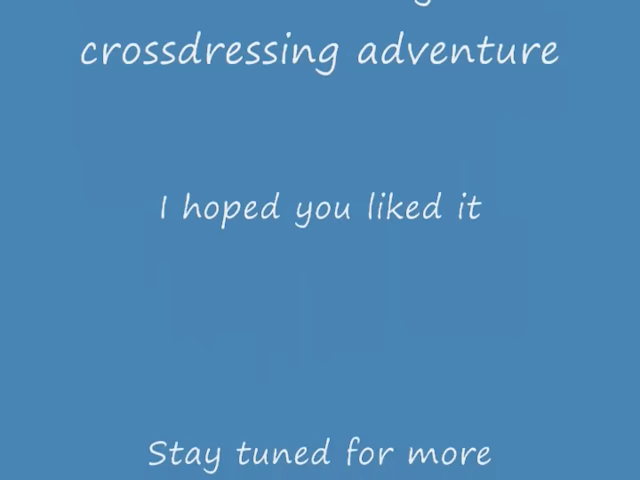 crossdressing adventure
I hoped you liked it
Stay tuned for more